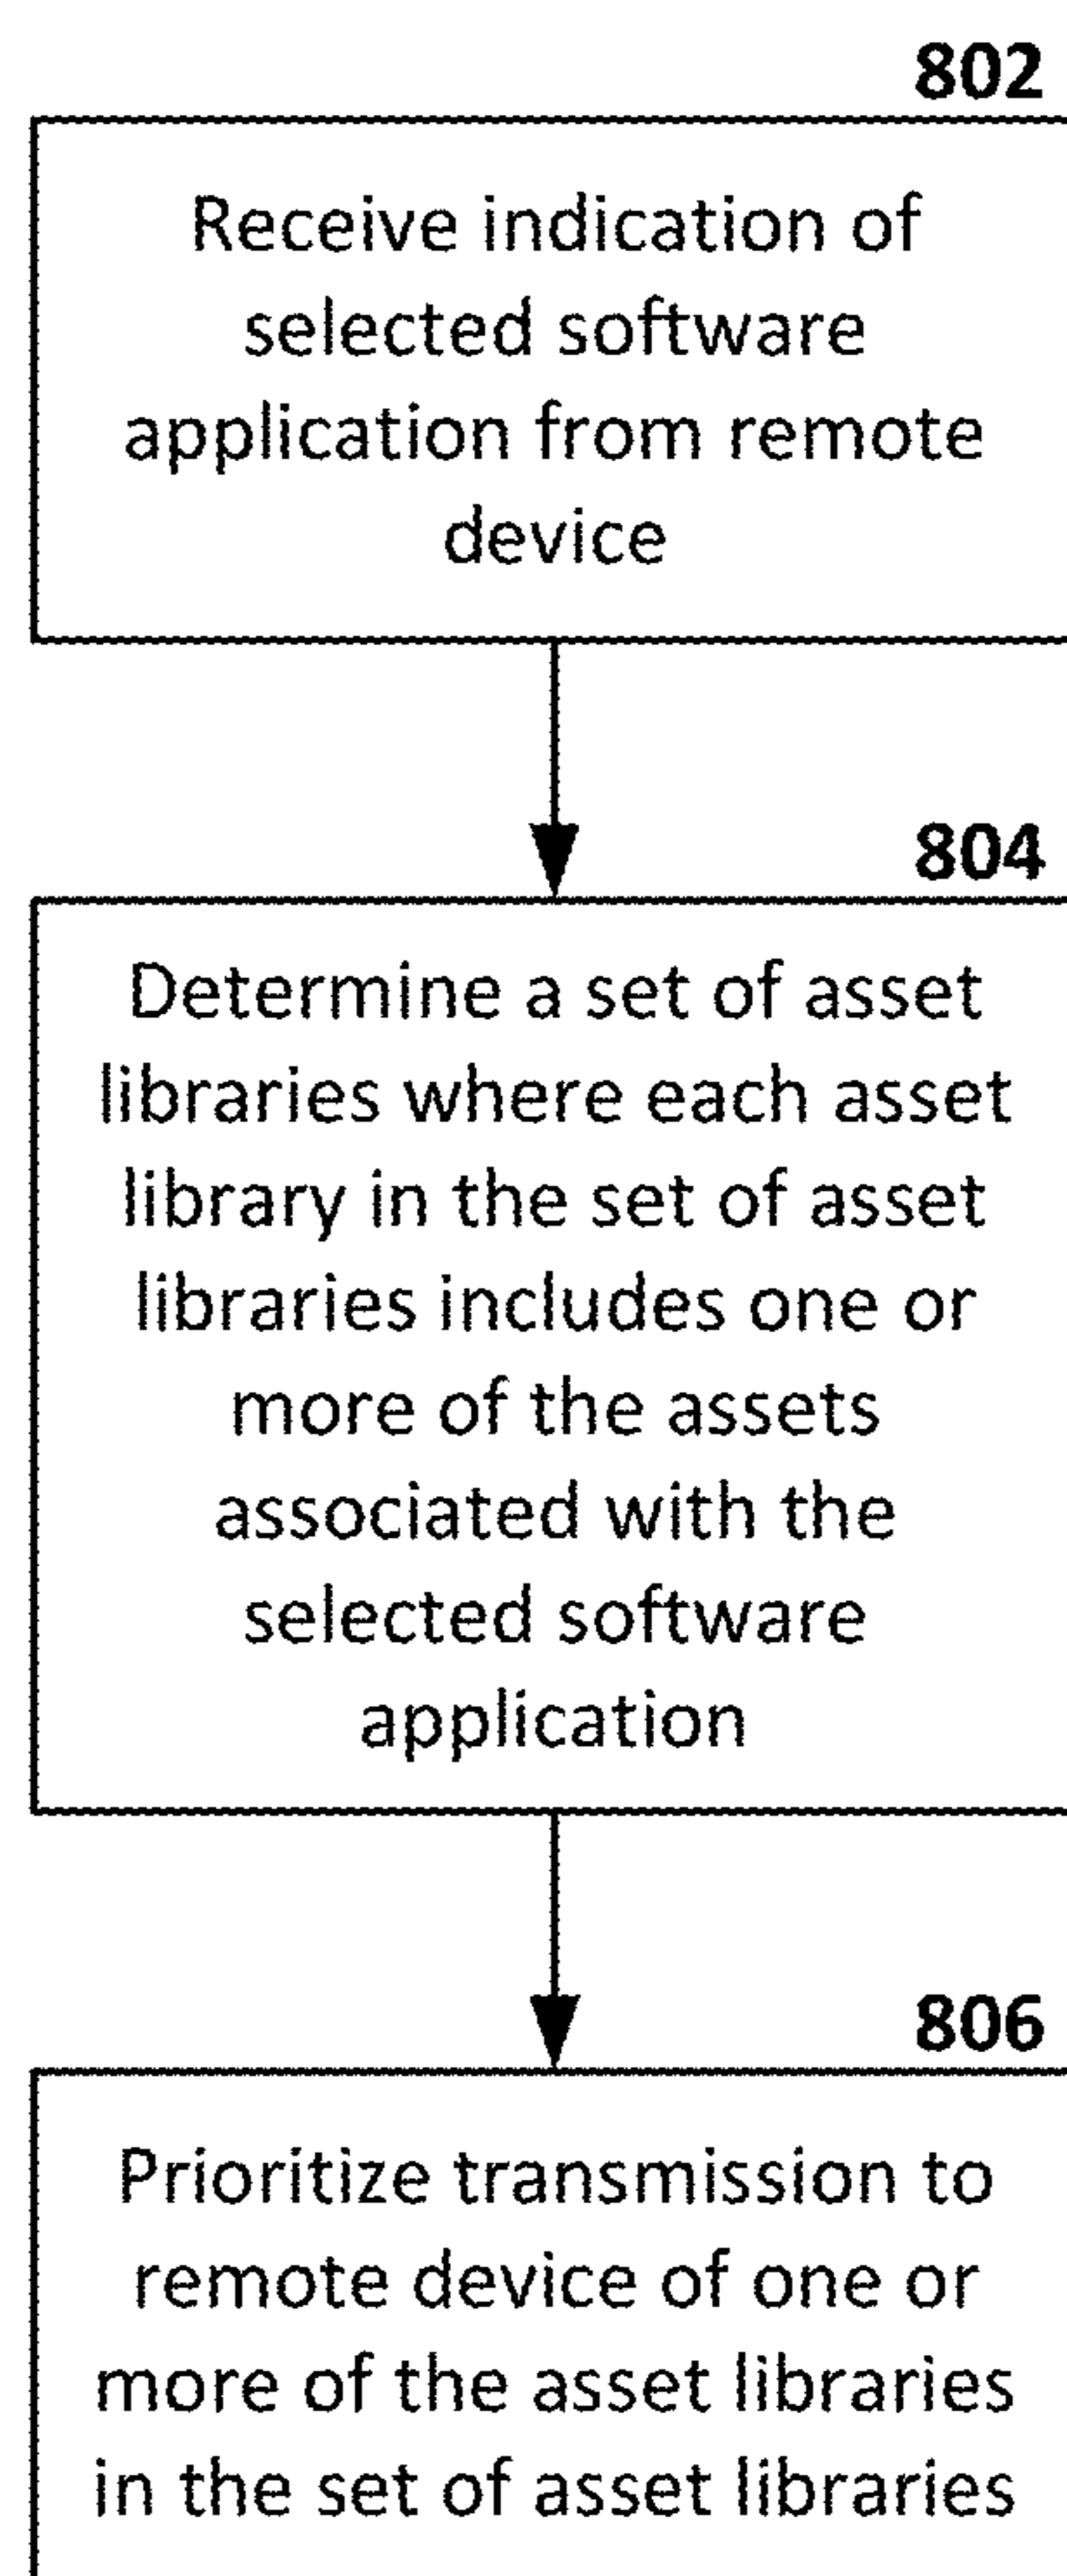 802
Receive indication of
selected software
application from remote
device
804
Determine a set of asset
libraries where each asset
library in the set of asset
libraries includes one or
more of the assets
associated with the
selected software
application
806
Prioritize transmission to
remote device of one or
more of the asset libraries
in the set of asset libraries